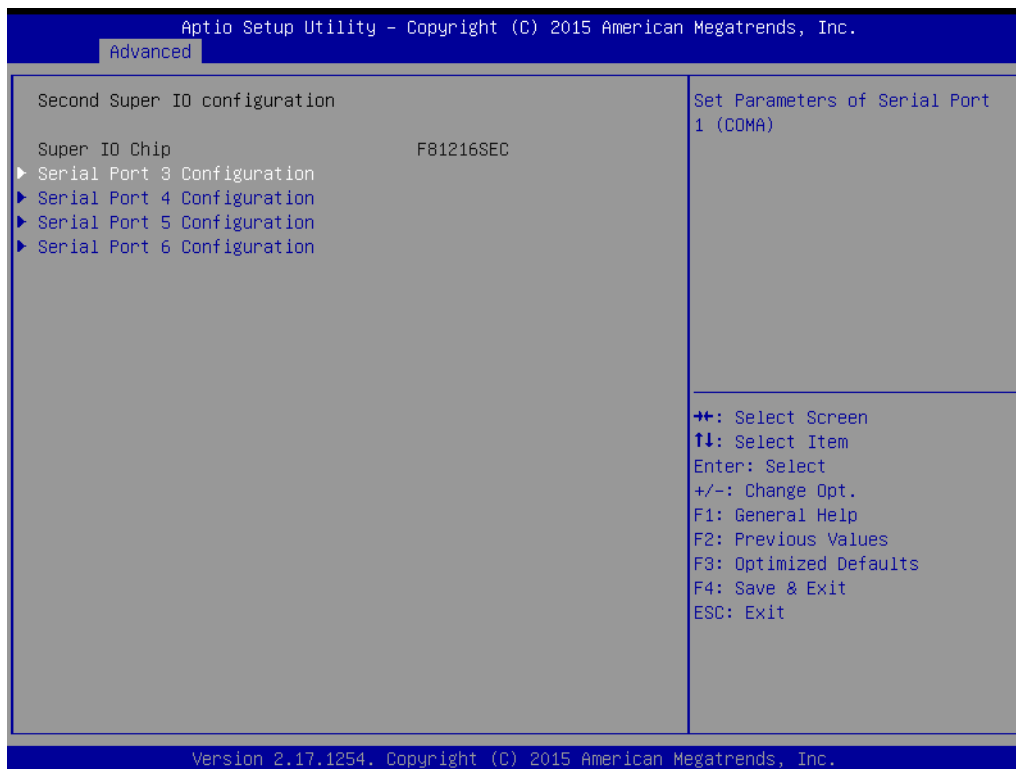 Aptio Setup Utility – Copyright (C) 2015 American Megatrends, Inc.
Advanced
Second Super IO configuration
Super IO Chip F81216SEC
Serial Port 3 Configuration
Serial Port 4 Configuration
Serial Port 5 Configuration
Serial Port 6 Configuration
Set Parameters of Serial Port
1 (COMA)
→←: Select Screen
↑↓: Select Item
Enter: Select
+/-: Change Opt.
F1: General Help
F2: Previous Values
F3: Optimized Defaults
F4: Save & Exit
ESC: Exit
Version 2.17.1254. Copyright (C) 2015 American Megatrends, Inc.